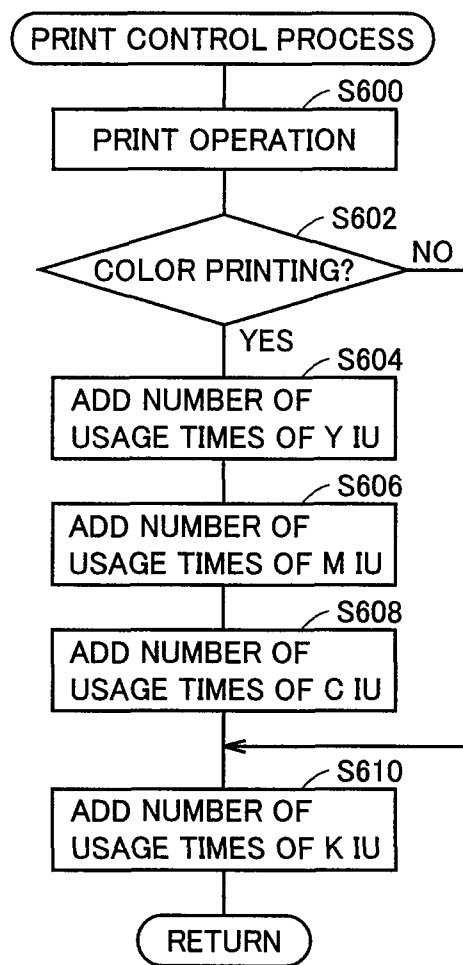 PRINT CONTROL PROCESS
S600
PRINT OPERATION
S602
COLOR PRINTING?
NO
YES
S604
ADD NUMBER OF
USAGE TIMES OF Y IU
S606
ADD NUMBER OF
USAGE TIMES OF M IU
S608
ADD NUMBER OF
USAGE TIMES OF C IU
S610
ADD NUMBER OF
USAGE TIMES OF K IU
RETURN